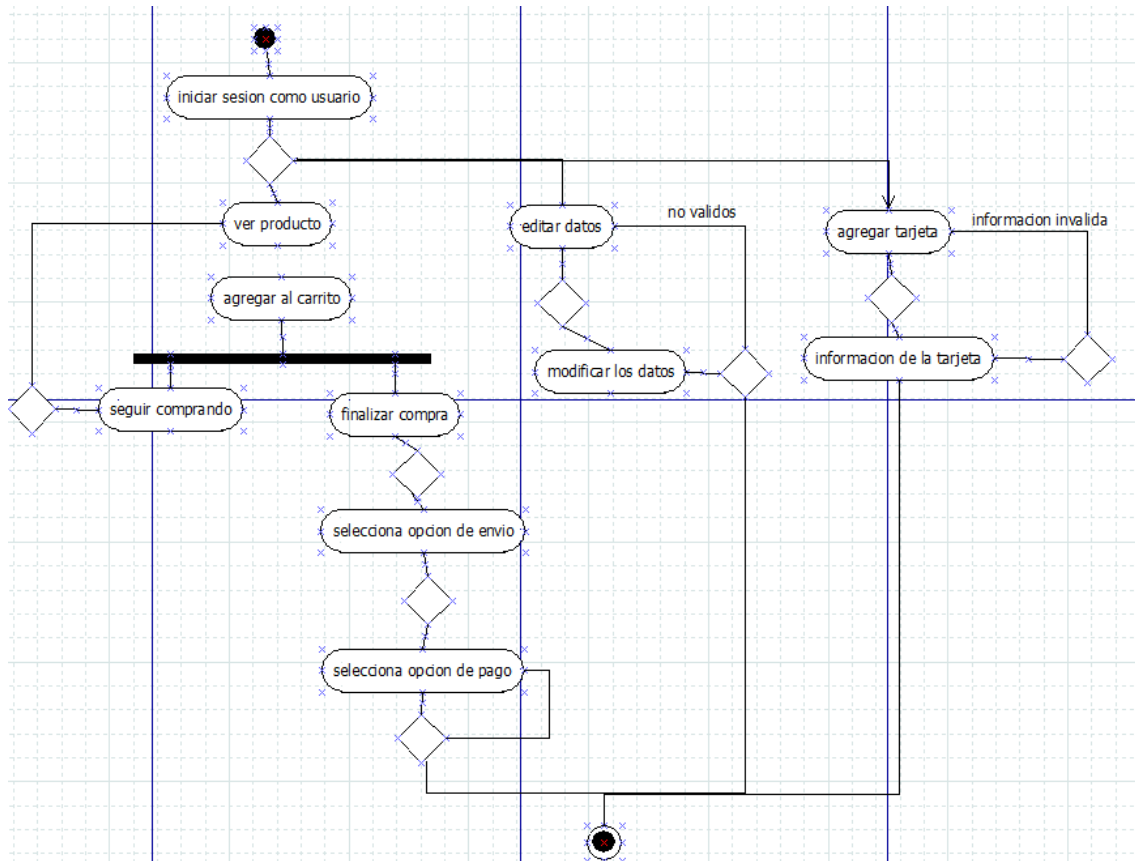 iniciar sesion como usuario
ver producto
editar datos
no validos
agregar tarjeta
informacion invalida
agregar al carrito
modificar los datos
informacion de la tarjeta
seguir comprando
finalizar compra
selecciona opcion de envio
selecciona opcion de pago